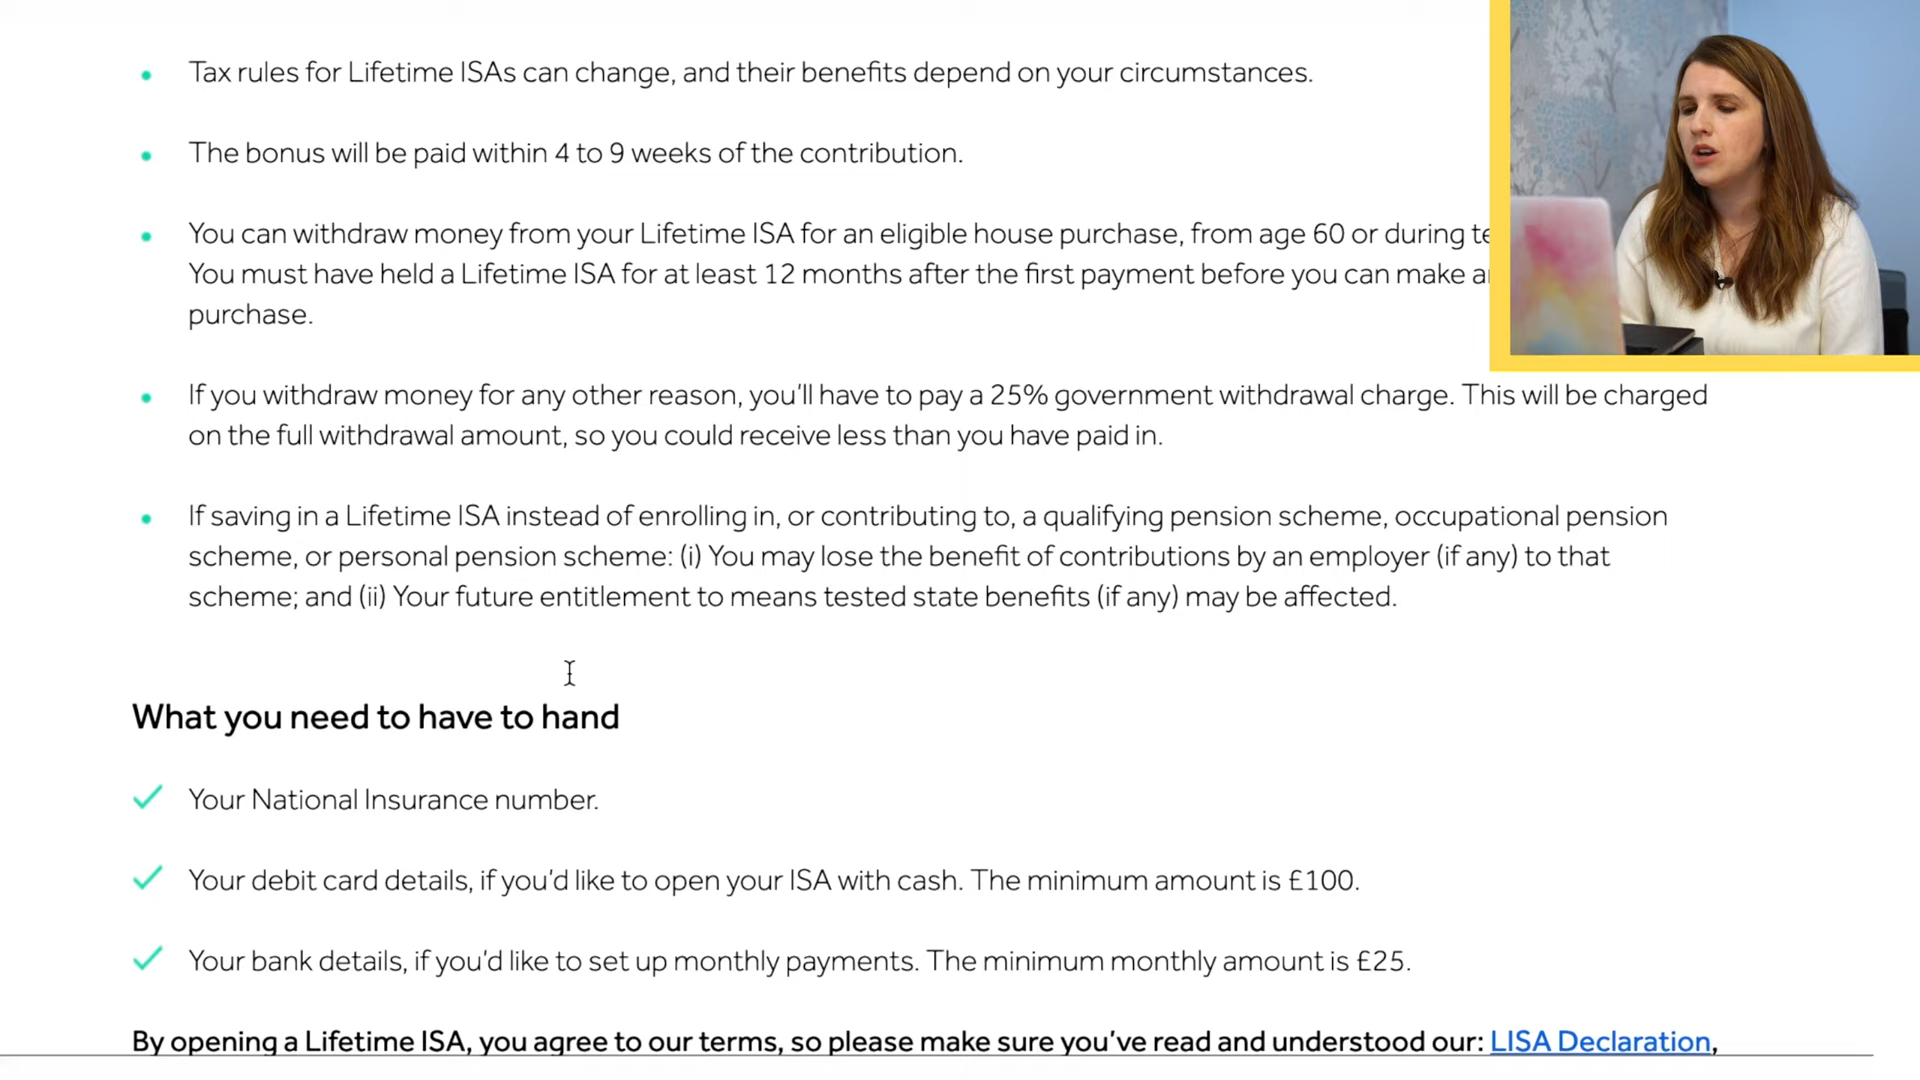 Tax rules for Lifetime ISAs can change, and their benefits depend on your circumstances.
The bonus will be paid within 4 to 9 weeks of the contribution.
You can withdraw money from your Lifetime ISA for an eligible house purchase, from age 60 or during
You must have held a Lifetime ISA for at least 12 months after the first payment before you can make
purchase.
If you withdraw money for any other reason, you'll have to pay a 25% government withdrawal charge. This will be charged
on the full withdrawal amount, so you could receive less than you have paid in.
If saving in a Lifetime ISA instead of enrolling in, or contributing to, a qualifying pension scheme, occupational pension
scheme, or personal pension scheme: (i) You may lose the benefit of contributions by an employer (if any) to that
scheme; and (ii) Your future entitlement to means tested state benefits (if any) may be affected.
What you need to have to hand
Your National Insurance number.
Your debit card details, if you'd like to open your ISA with cash. The minimum amount is £100.
Your bank details, if you'd like to set up monthly payments. The minimum monthly amount is £25.
By opening a Lifetime ISA, you agree to our terms, so please make sure you've read and understood our: LISA Declaration,